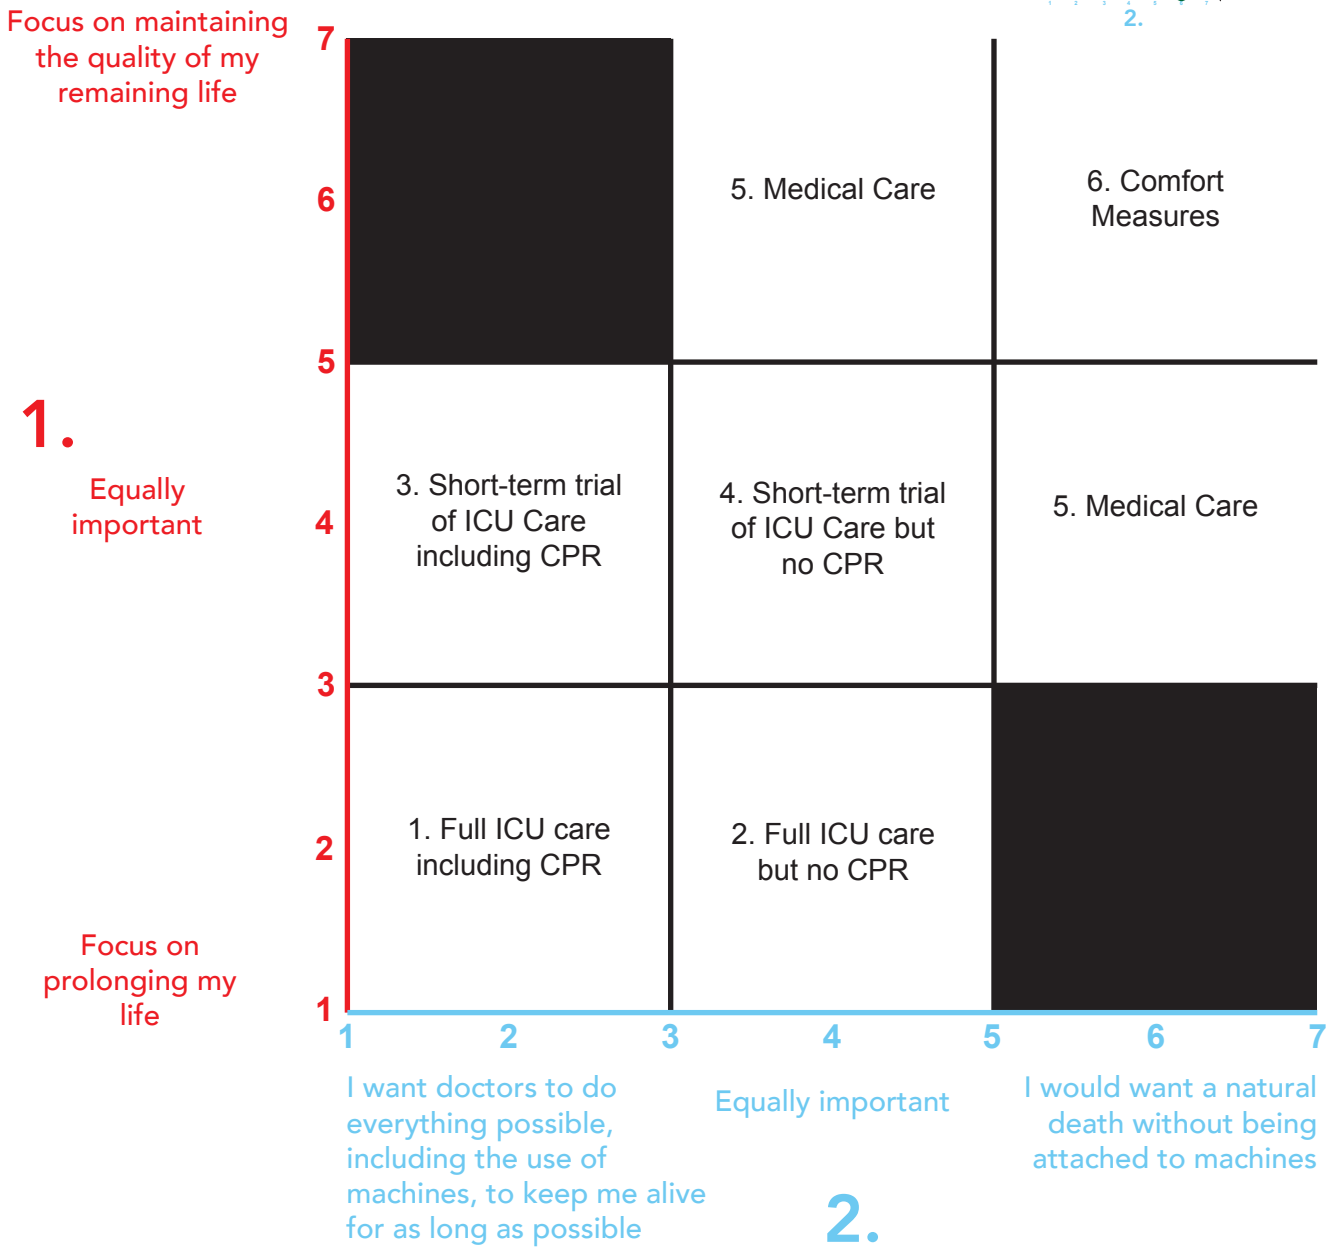 2.
Focus on maintaining
the quality of my
remaining life
7
6
5
4
3
2
1
5. Medical Care
6. Comfort
Measures
1.
Equally
important
3. Short-term trial
of ICU Care
including CPR
4. Short-term trial
of ICU Care but
no CPR
5. Medical Care
1. Full ICU care
including CPR
2. Full ICU care
but no CPR
Focus on
prolonging my
life
1 2 3 4 5 6 7
I want doctors to do
everything possible,
including the use of
machines, to keep me alive
for as long as possible
Equally important
I would want a natural
death without being
attached to machines
2.